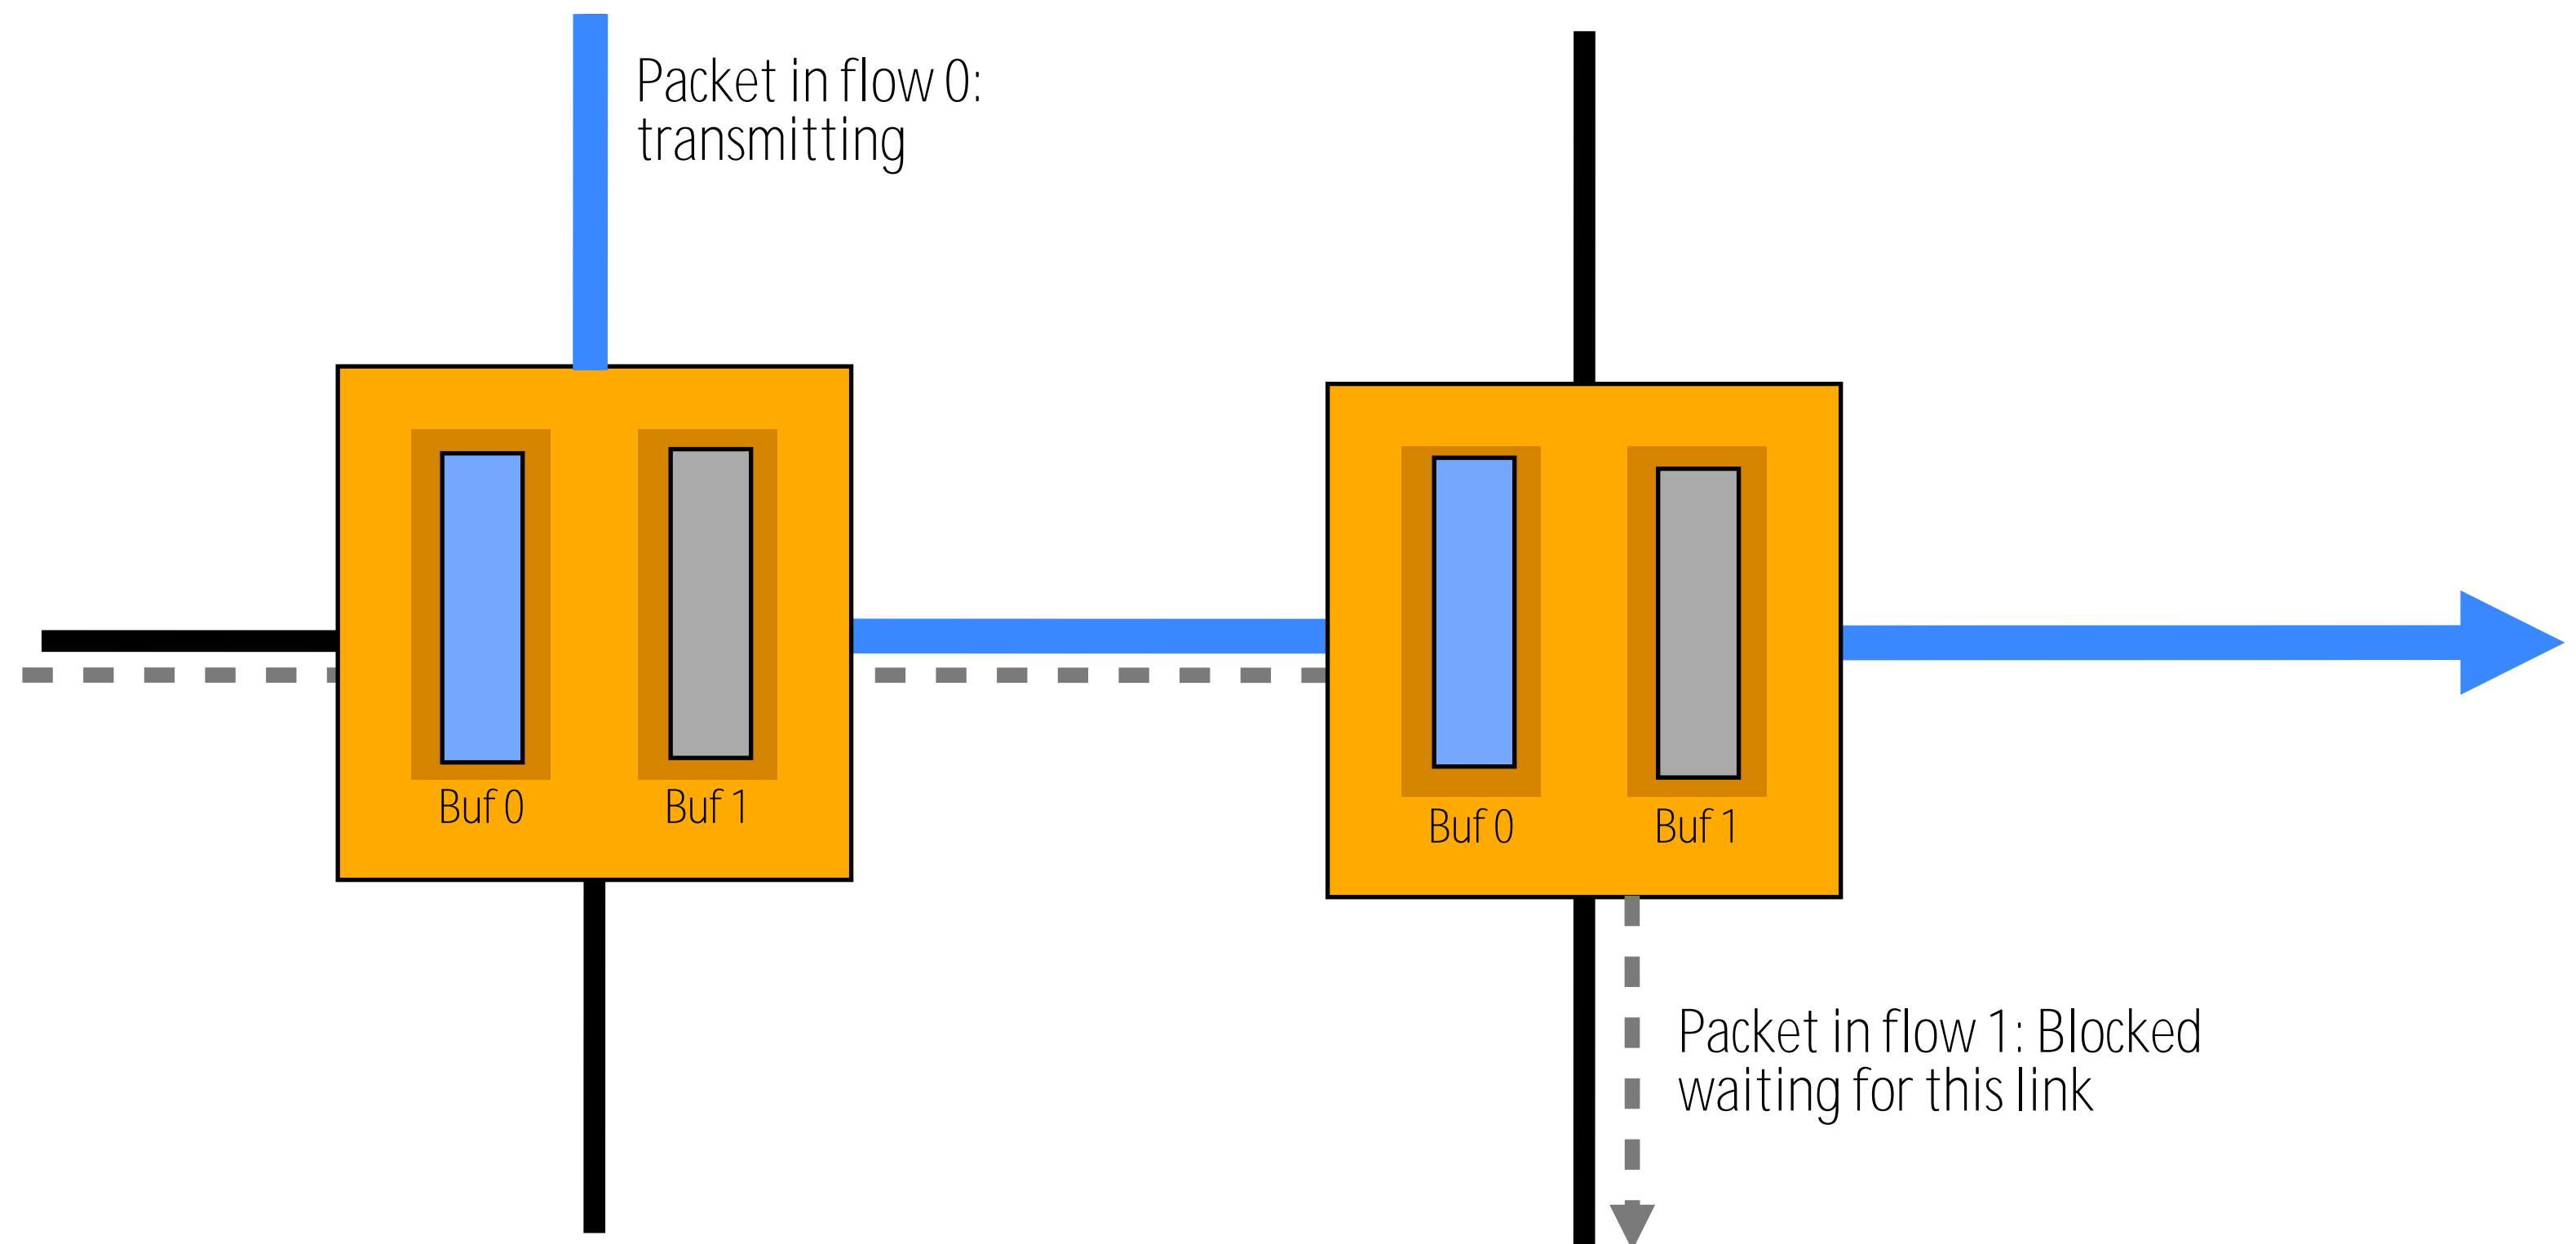 Packet in flow 0:
transmitting
Buf 0
Buf 1
Buf 0
Buf 1
Packet in flow 1: Blocked
waiting for this link